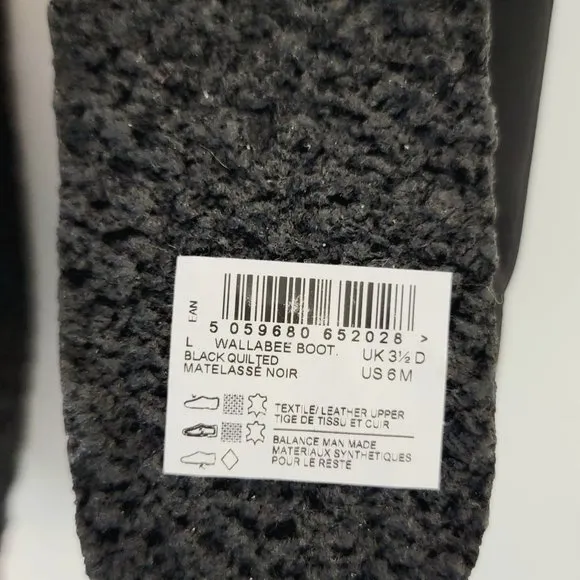 EAN
5 059680 652028 >
L WALLABEE BOOT. UK 3½ D
BLACK QUILTED US 6 M
MATELASSÉ NOIR
TEXTILE/ LEATHER UPPER
TIGE DE TISSU ET CUIR
BALANCE MAN MADE
MATERIAUX SYNTHETIQUES
POUR LE RESTE